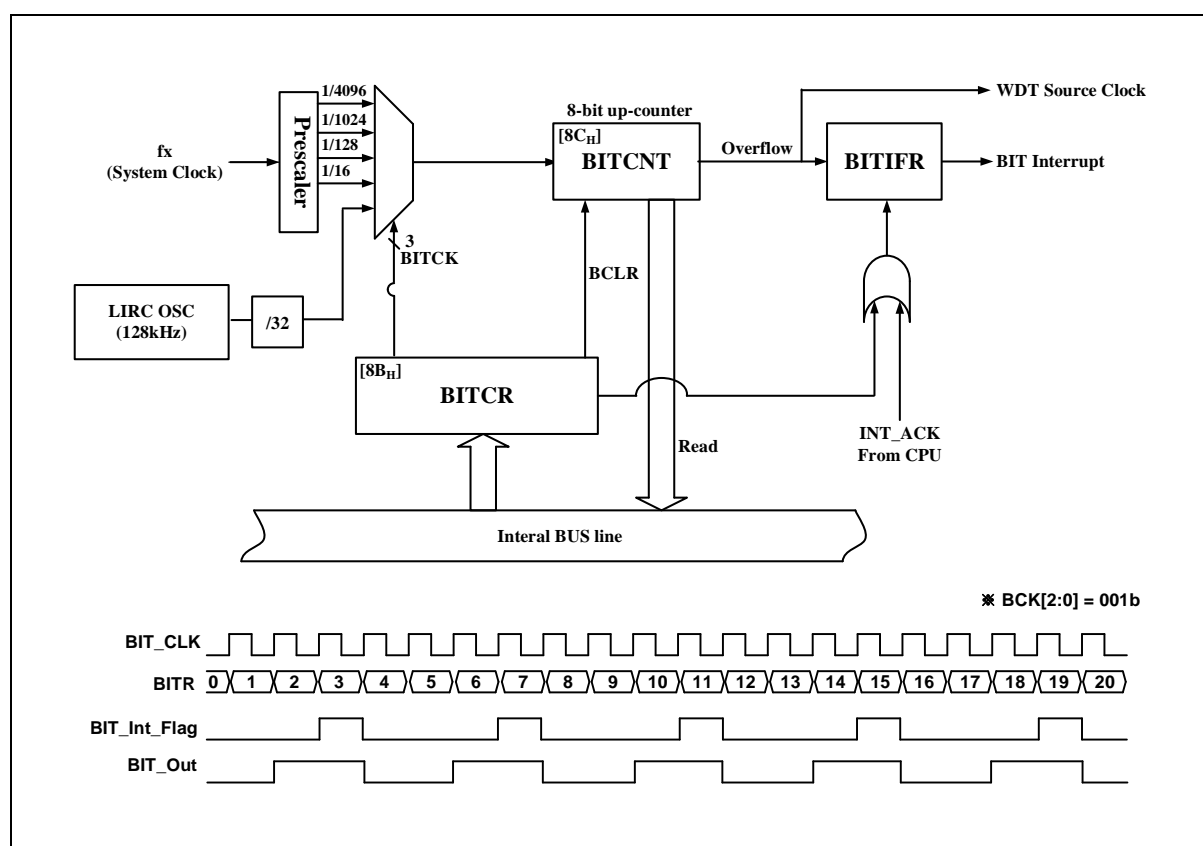 1/4096
1/1024
1/128
1/16
Prescaler
fx
(System Clock)
8-bit up-counter
[8CH]
BITCNT
Overflow
WDT Source Clock
BITIFR
BIT Interrupt
3
BITCK
BCLR
LIRC OSC
(128kHz)
/32
[8BH]
BITCR
Read
INT_ACK
From CPU
Interal BUS line
※ BCK[2:0] = 001b
BIT_CLK
BITR 0 1 2 3 4 5 6 7 8 9 10 11 12 13 14 15 16 17 18 19 20
BIT_Int_Flag
BIT_Out